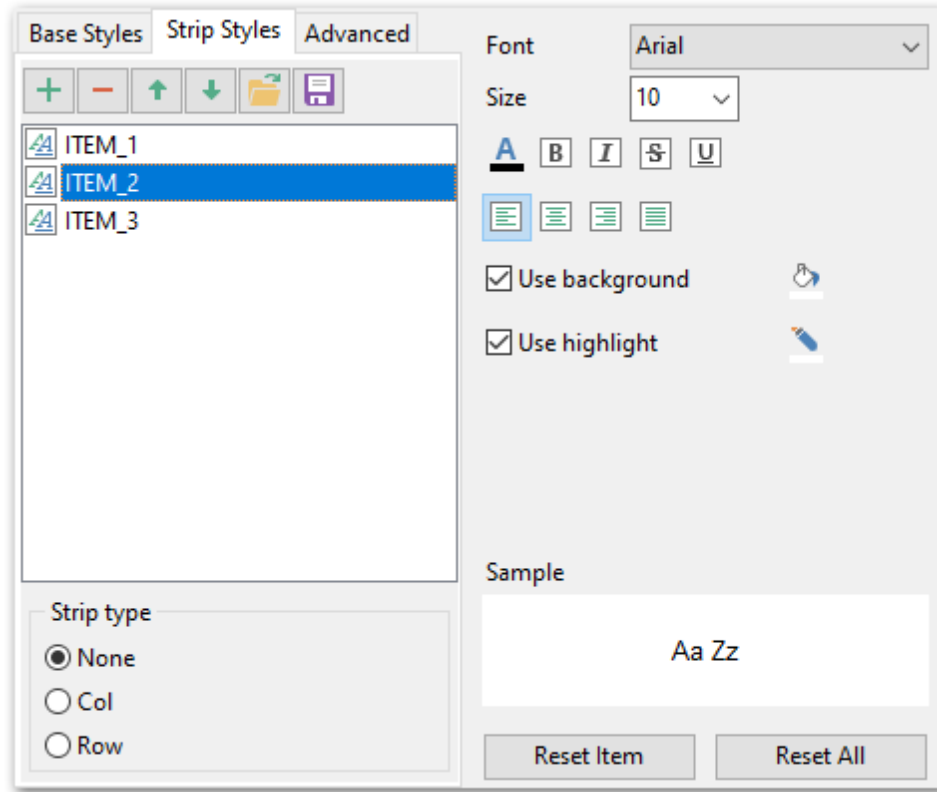 Base Styles Strip Styles Advanced
ITEM_1
ITEM_2
ITEM_3
Strip type
None
Col
Row
Font Arial
Size 10
A B I S U
Use background
Use highlight
Sample
Aa Zz
Reset Item Reset All